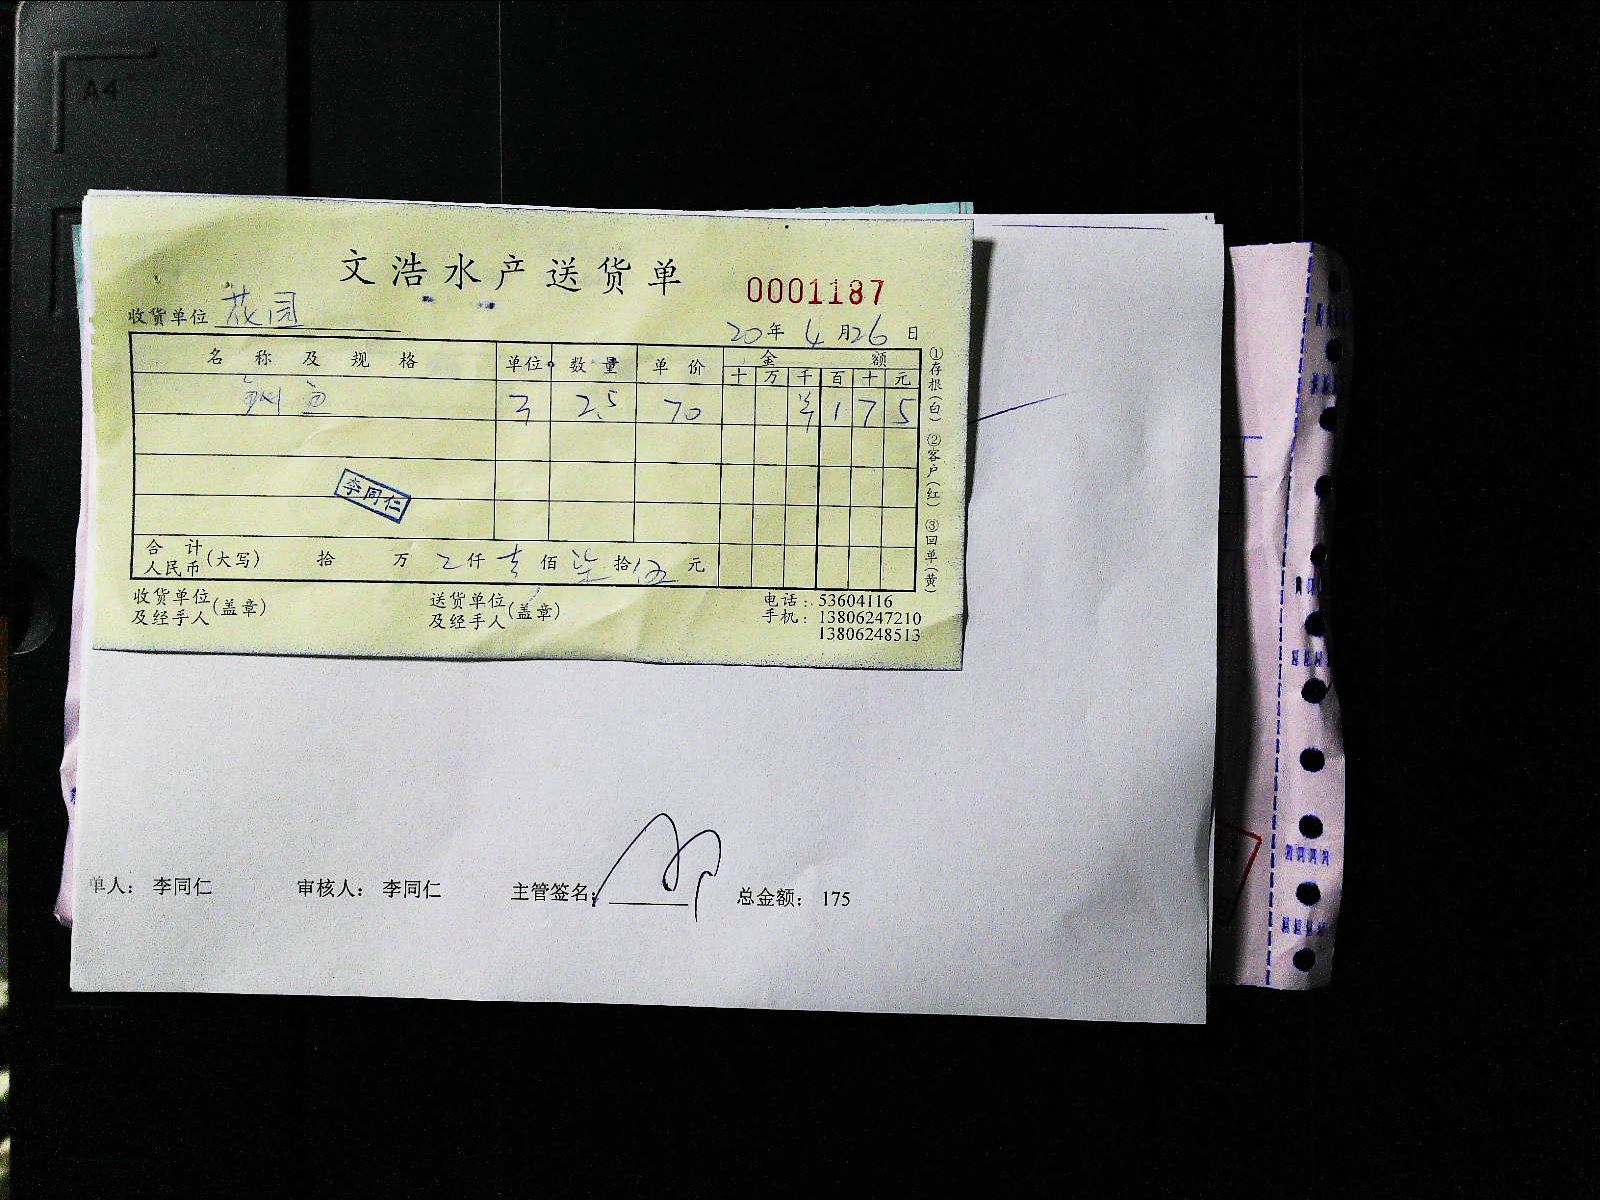 A4
文浩水产送货单
0001187
收货单位 花园
20年4月26日
名称及规格 单位 数量 单价 金额
十 万 千 百 十 元
3 2.5 70 ¥ 1 7 5
李同仁
合计人民币(大写) 拾 万 仟 壹佰 柒拾 伍元
收货单位及经手人(盖章) 送货单位及经手人(盖章)
电话：53604116
手机：13806247210
13806248513
①存根(白) ②客户(红) ③回单(黄)
单人： 李同仁 审核人： 李同仁 主管签名： 总金额： 175